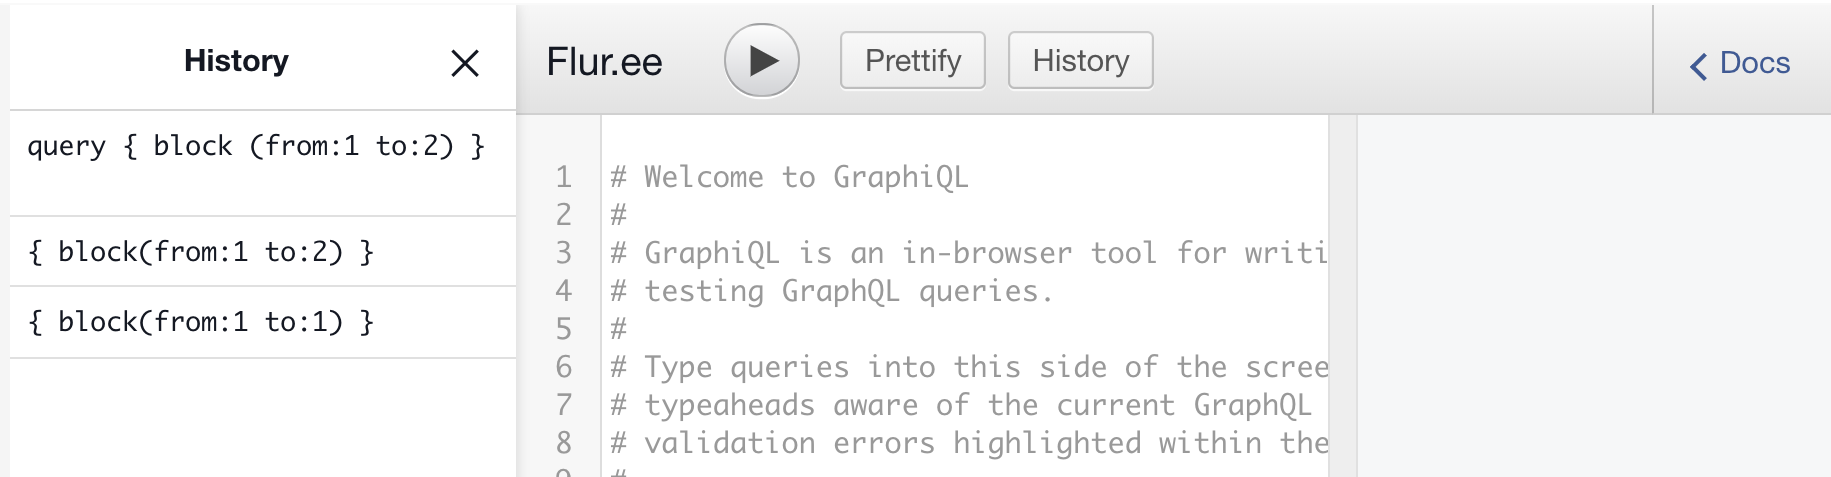 History
query { block (from:1 to:2) }
{ block(from:1 to:2) }
{ block(from:1 to:1) }
Flur.ee
Prettify
History
Docs
1 # Welcome to GraphiQL
2 #
3 # GraphiQL is an in-browser tool for writi
4 # testing GraphQL queries.
5 #
6 # Type queries into this side of the scree
7 # typeaheads aware of the current GraphQL
8 # validation errors highlighted within the
9 #